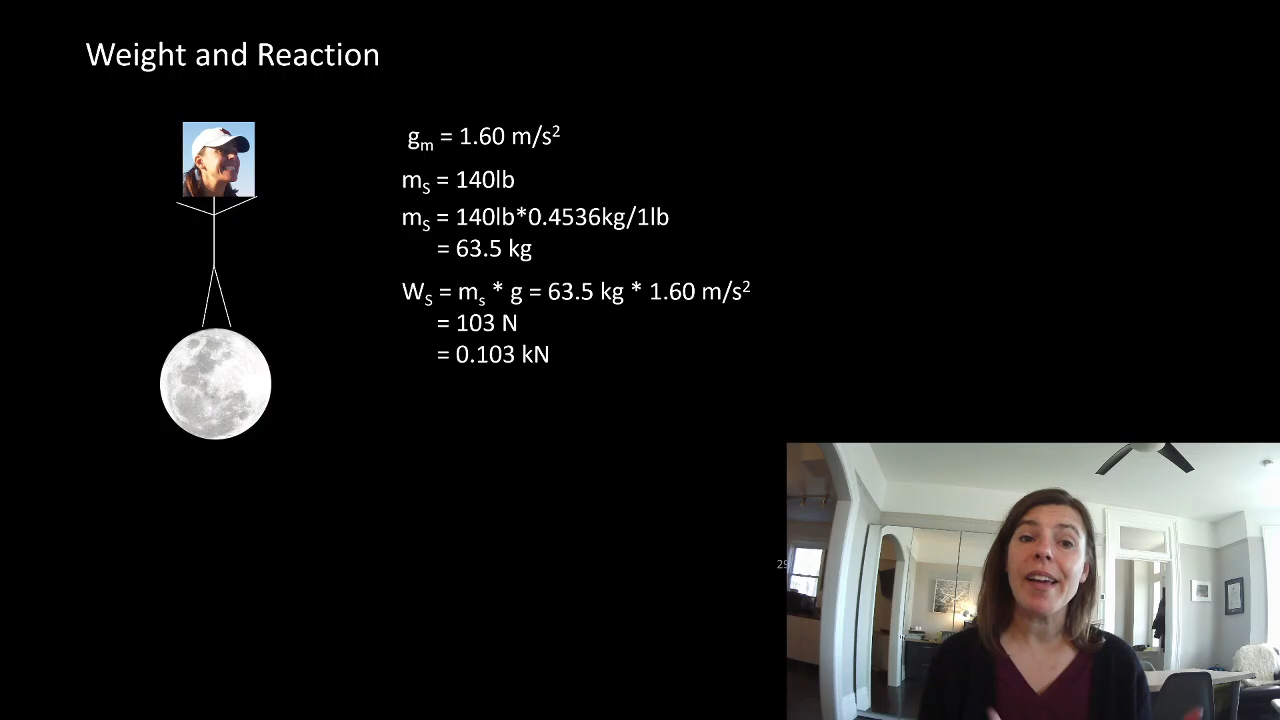 Weight and Reaction
gₘ = 1.60 m/s²
mS = 140lb
mS = 140lb*0.4536kg/1lb
= 63.5 kg
WS = ms * g = 63.5 kg * 1.60 m/s²
= 103 N
= 0.103 kN